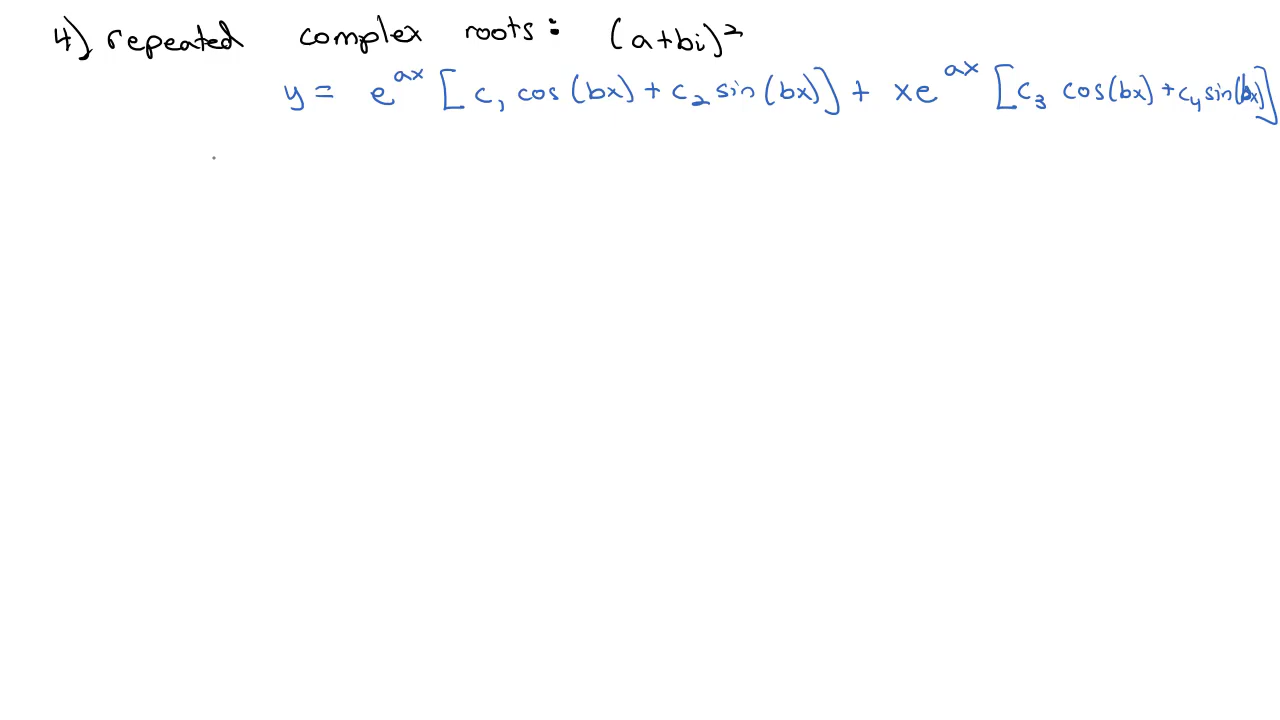 4) repeated complex roots: (a+bi)²
y = e^{ax} [c₁ cos(bx) + c₂ sin(bx)] + xe^{ax} [c₃ cos(bx) + c₄ sin(bx)]